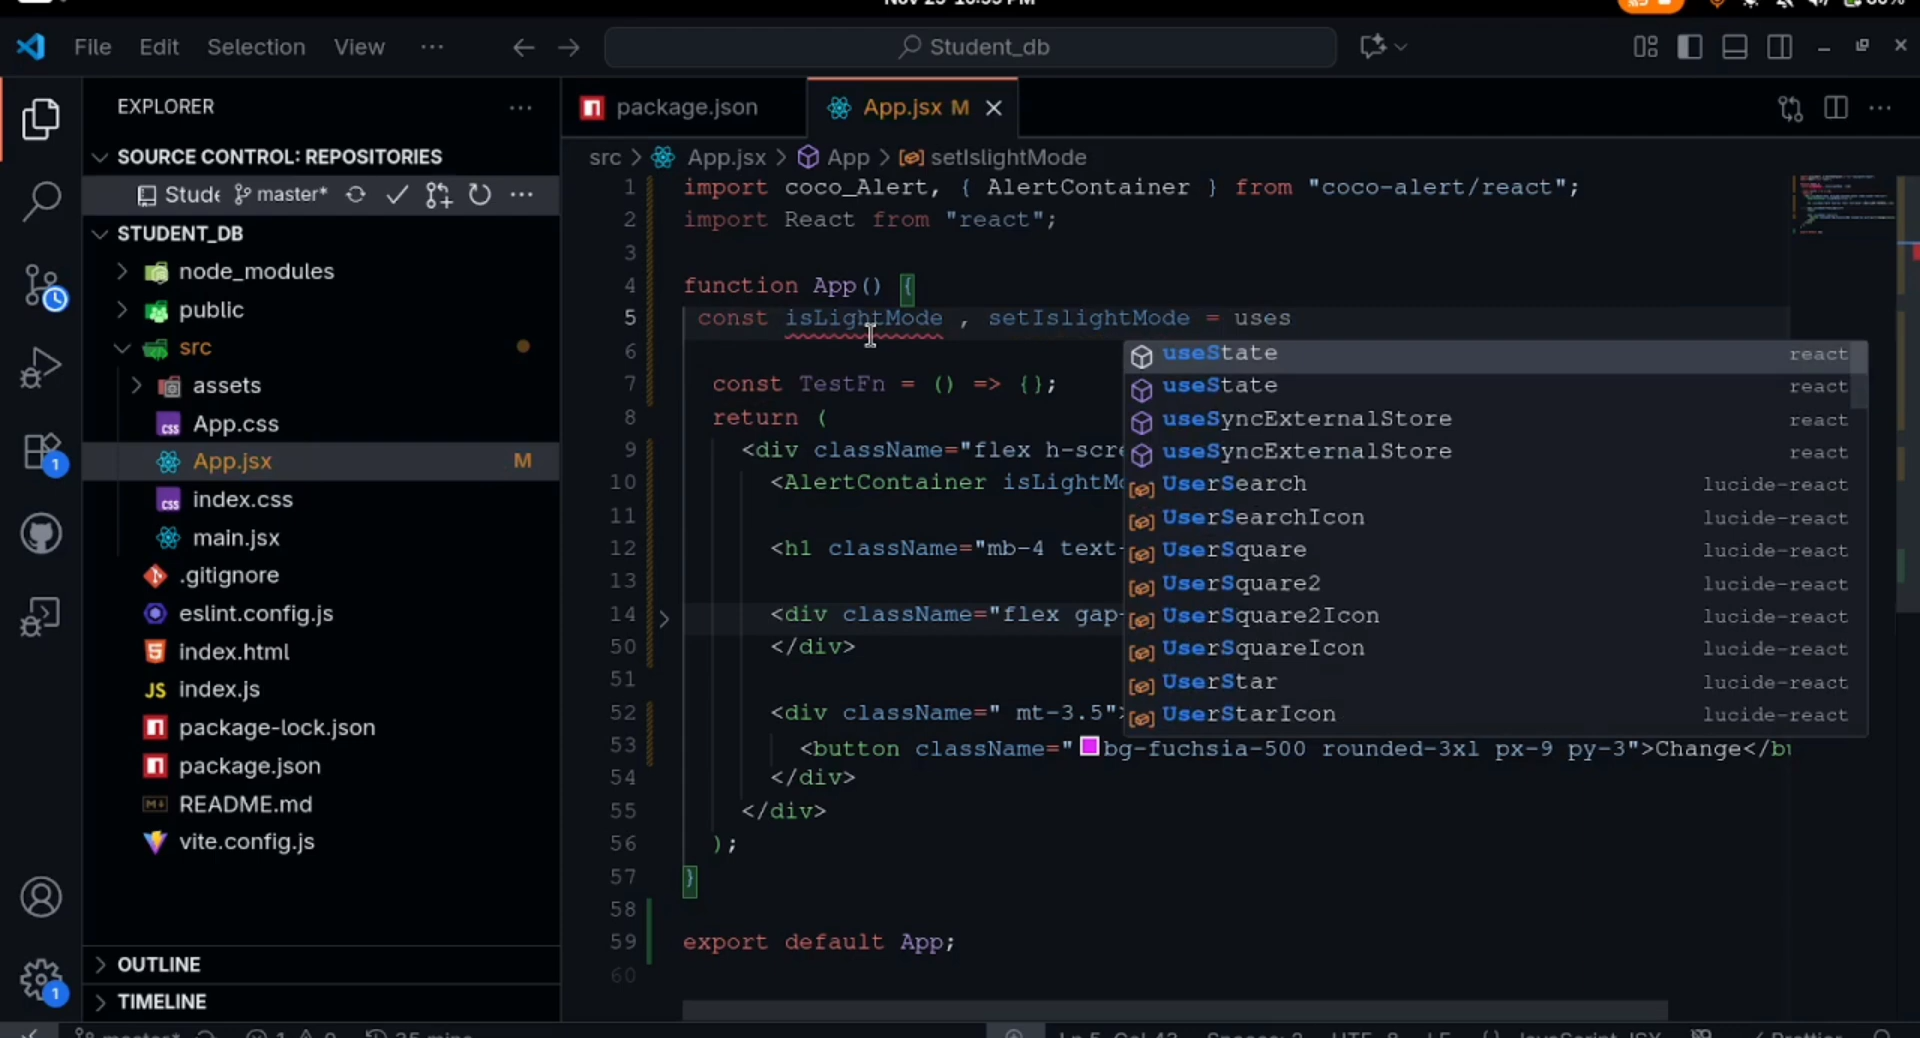 File Edit Selection View ··· Student_db
EXPLORER ···
SOURCE CONTROL: REPOSITORIES
Stude master* ···
STUDENT_DB
node_modules
public
src
assets
App.css
App.jsx M
index.css
main.jsx
.gitignore
eslint.config.js
index.html
JS index.js
package-lock.json
package.json
README.md
vite.config.js
OUTLINE
TIMELINE
1
1
package.json App.jsx M ···
src > App.jsx > App > setIslightMode
1 import coco_Alert, { AlertContainer } from "coco-alert/react";
2 import React from "react";
3
4 function App() {
5 const isLightMode , setIslightMode = uses
6
7 const TestFn = () => {};
8 return (
9 <div className="flex h-scre
10 <AlertContainer isLightMo
11
12 <h1 className="mb-4 text-
13
14 <div className="flex gap-
50 </div>
51
52 <div className=" mt-3.5">
53 <button className=" bg-fuchsia-500 rounded-3xl px-9 py-3">Change</bu
54 </div>
55 </div>
56 );
57 }
58
59 export default App;
60
useState react
useState react
useSyncExternalStore react
useSyncExternalStore react
UserSearch lucide-react
UserSearchIcon lucide-react
UserSquare lucide-react
UserSquare2 lucide-react
UserSquare2Icon lucide-react
UserSquareIcon lucide-react
UserStar lucide-react
UserStarIcon lucide-react